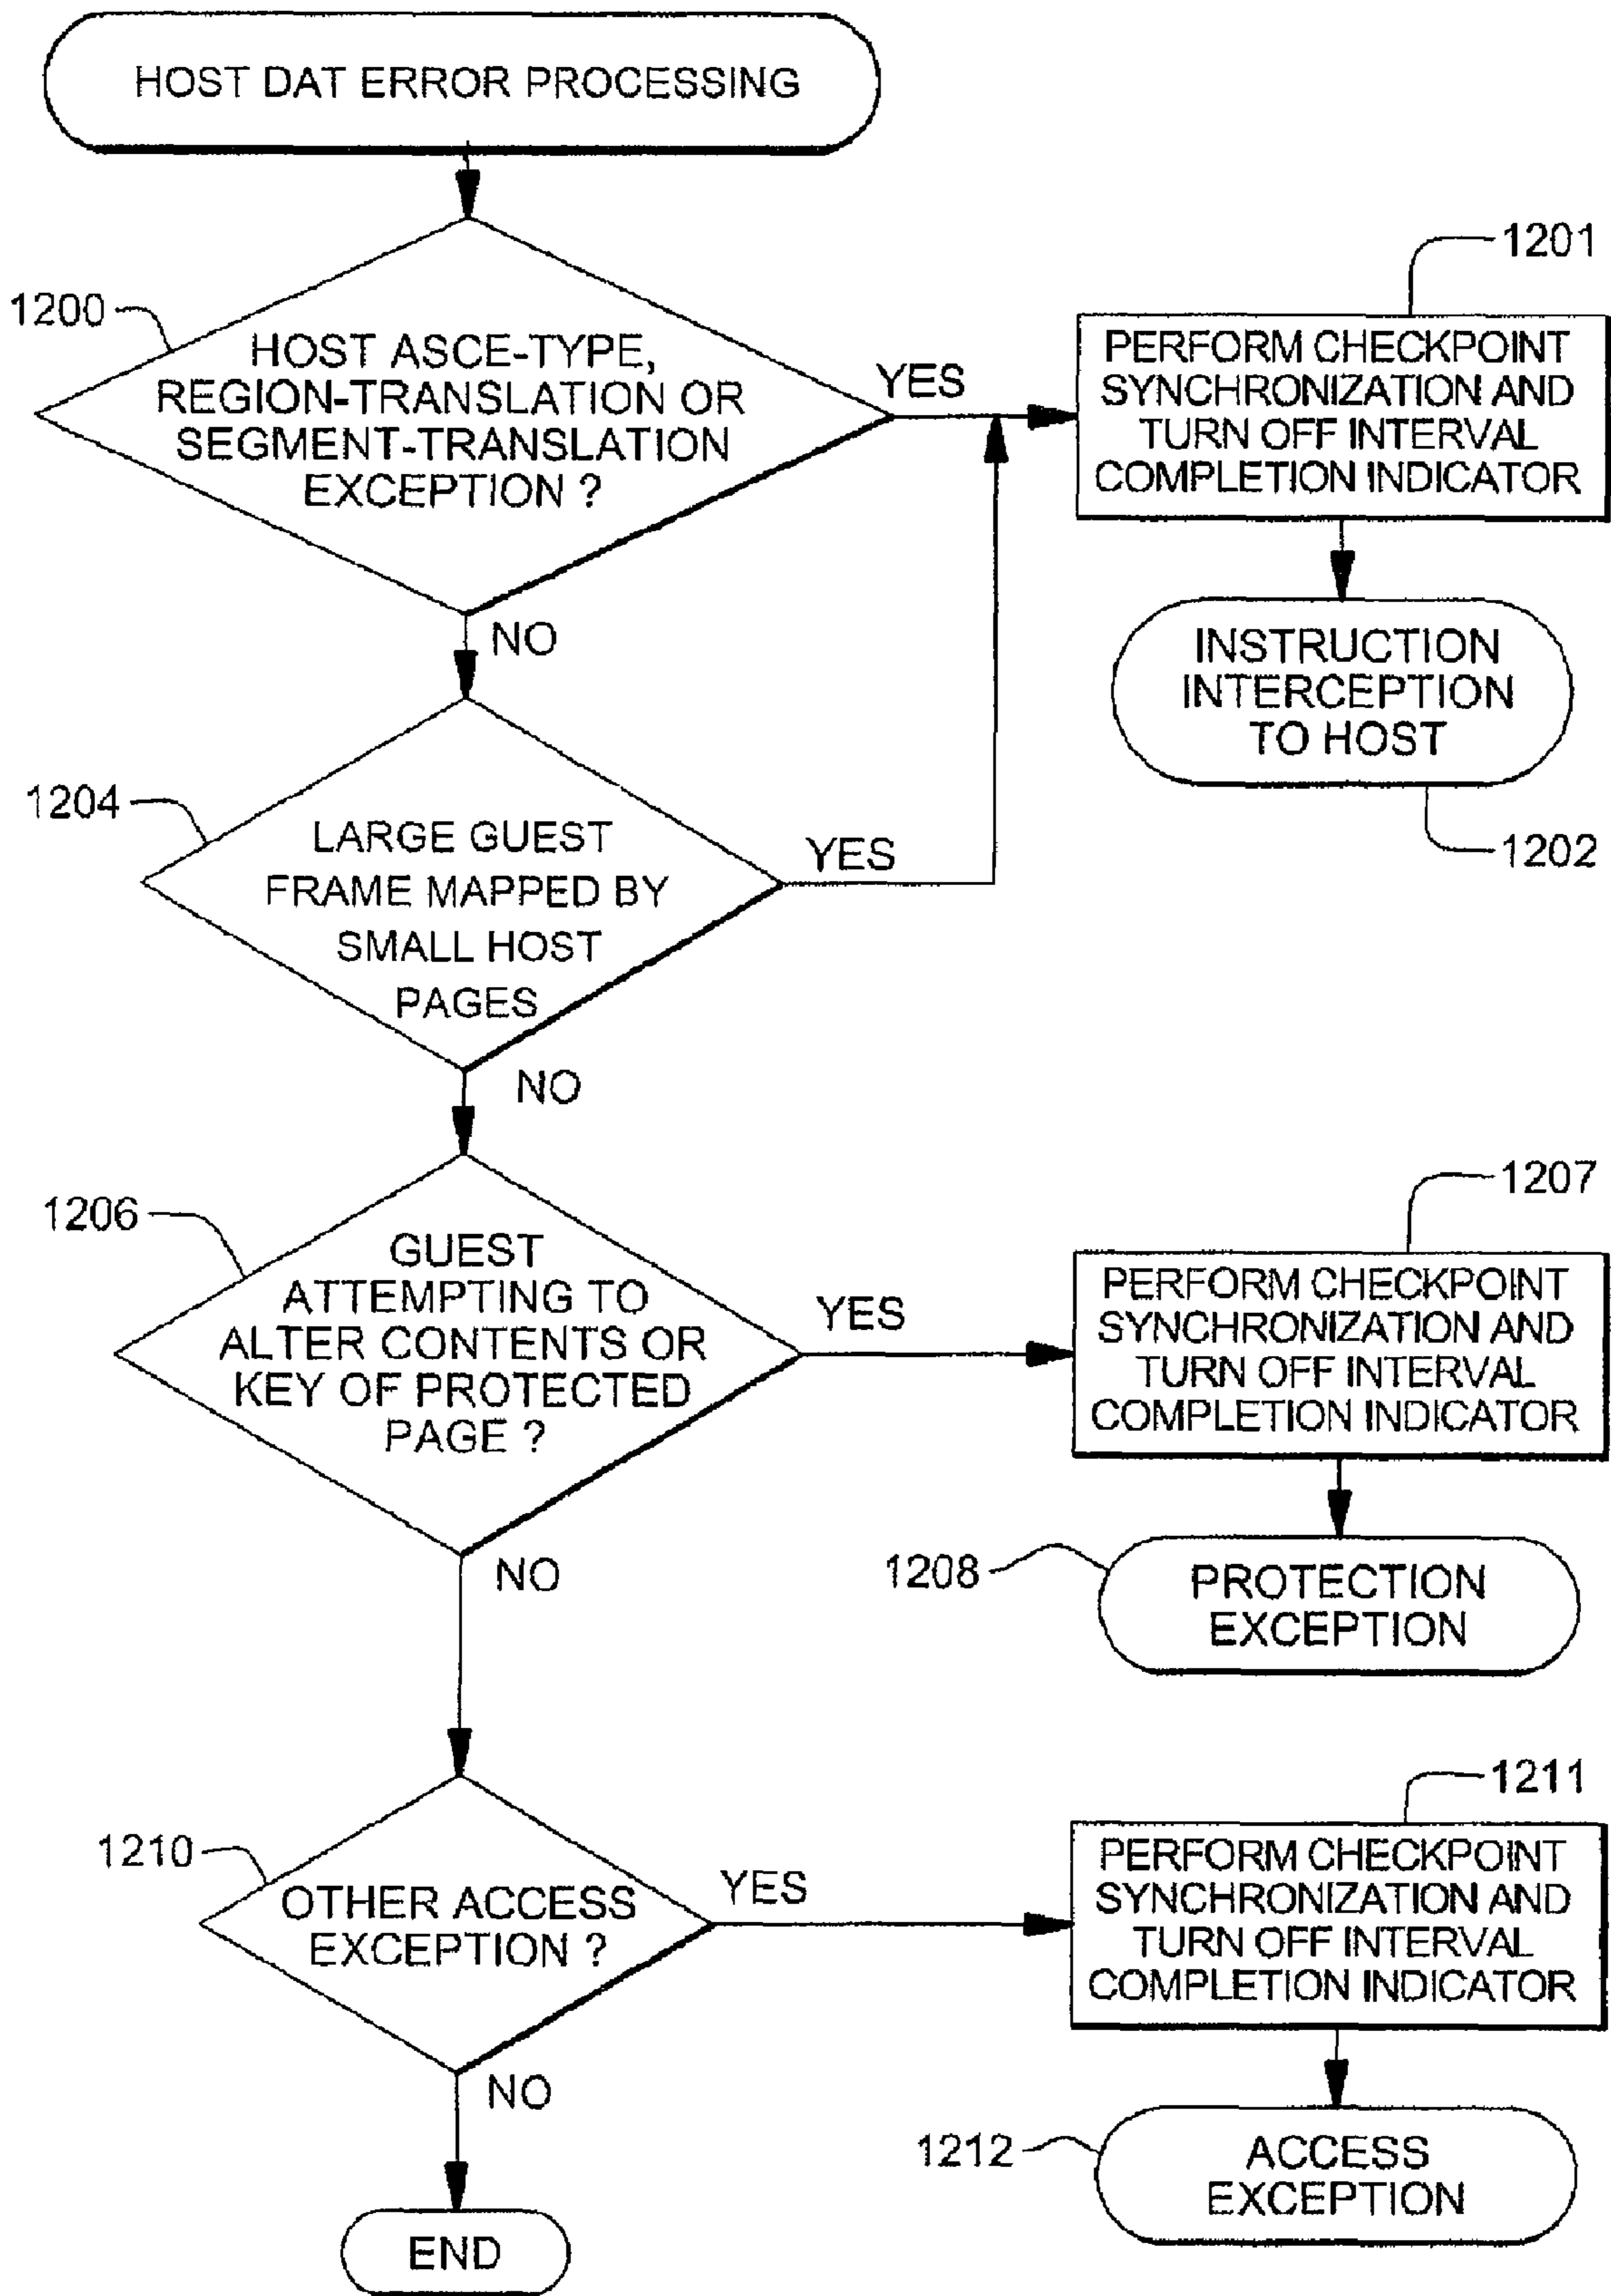 HOST DAT ERROR PROCESSING
1200
HOST ASCE-TYPE,
REGION-TRANSLATION OR
SEGMENT-TRANSLATION
EXCEPTION ?
YES
NO
1201
PERFORM CHECKPOINT
SYNCHRONIZATION AND
TURN OFF INTERVAL
COMPLETION INDICATOR
INSTRUCTION
INTERCEPTION
TO HOST
1202
1204
LARGE GUEST
FRAME MAPPED BY
SMALL HOST
PAGES
YES
NO
1206
GUEST
ATTEMPTING TO
ALTER CONTENTS OR
KEY OF PROTECTED
PAGE ?
YES
NO
1207
PERFORM CHECKPOINT
SYNCHRONIZATION AND
TURN OFF INTERVAL
COMPLETION INDICATOR
1208
PROTECTION
EXCEPTION
1210
OTHER ACCESS
EXCEPTION ?
YES
NO
1211
PERFORM CHECKPOINT
SYNCHRONIZATION AND
TURN OFF INTERVAL
COMPLETION INDICATOR
1212
ACCESS
EXCEPTION
END